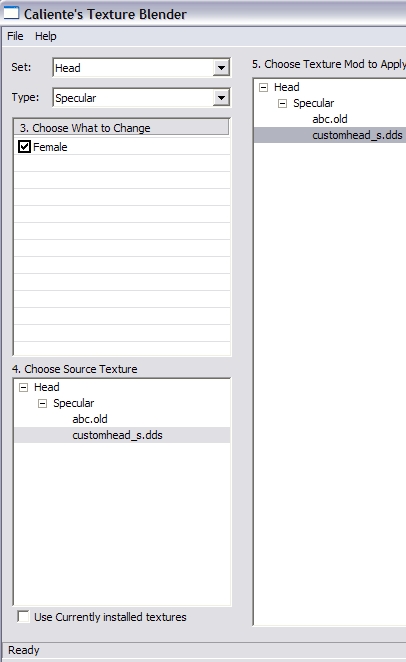 Caliente's Texture Blender
File Help
Set: Head
Type: Specular
3. Choose What to Change
Female
4. Choose Source Texture
Head
Specular
abc.old
customhead_s.dds
Use Currently installed textures
5. Choose Texture Mod to Apply
Head
Specular
abc.old
customhead_s.dds
Ready